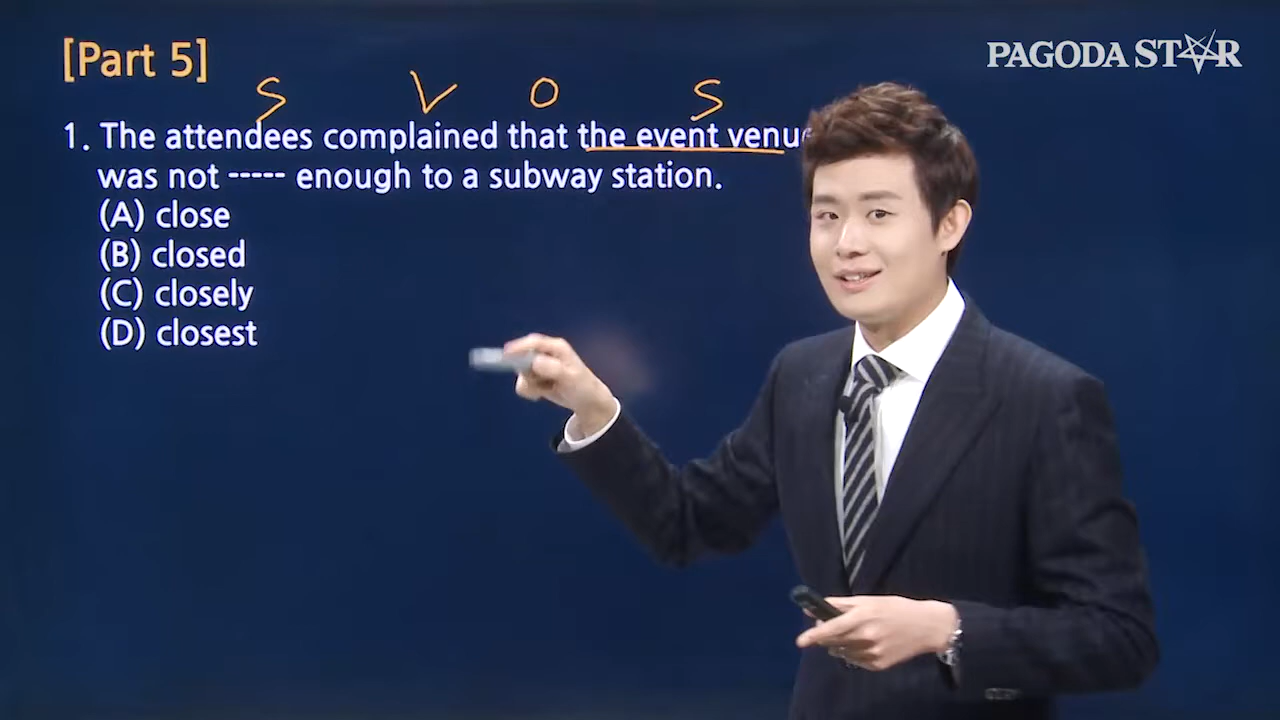 [Part 5]
PAGODA STAR
S V O S
1. The attendees complained that the event venue
was not ----- enough to a subway station.
(A) close
(B) closed
(C) closely
(D) closest